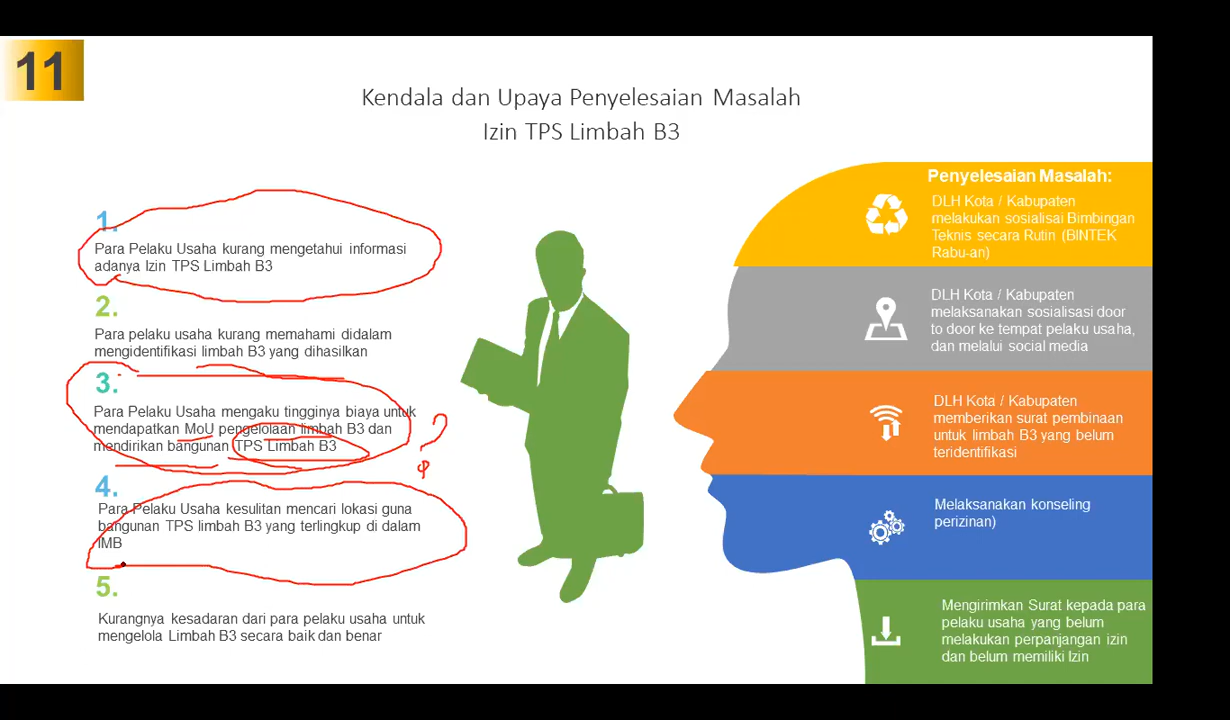 11
Kendala dan Upaya Penyelesaian Masalah
Izin TPS Limbah B3
1.
Para Pelaku Usaha kurang mengetahui informasi
adanya Izin TPS Limbah B3
2.
Para pelaku usaha kurang memahami didalam
mengidentifikasi limbah B3 yang dihasilkan
3.
Para Pelaku Usaha mengaku tingginya biaya untuk
mendapatkan MoU pengelolaan limbah B3 dan
mendirikan bangunan TPS Limbah B3
?
4.
Para Pelaku Usaha kesulitan mencari lokasi guna
bangunan TPS limbah B3 yang terlingkup di dalam
IMB
5.
Kurangnya kesadaran dari para pelaku usaha untuk
mengelola Limbah B3 secara baik dan benar
Penyelesaian Masalah:
DLH Kota / Kabupaten
melakukan sosialisai Bimbingan
Teknis secara Rutin (BINTEK
Rabu-an)
DLH Kota / Kabupaten
melaksanakan sosialisasi door
to door ke tempat pelaku usaha,
dan melalui social media
DLH Kota / Kabupaten
memberikan surat pembinaan
untuk limbah B3 yang belum
teridentifikasi
Melaksanakan konseling
perizinan)
Mengirimkan Surat kepada para
pelaku usaha yang belum
melakukan perpanjangan izin
dan belum memiliki Izin